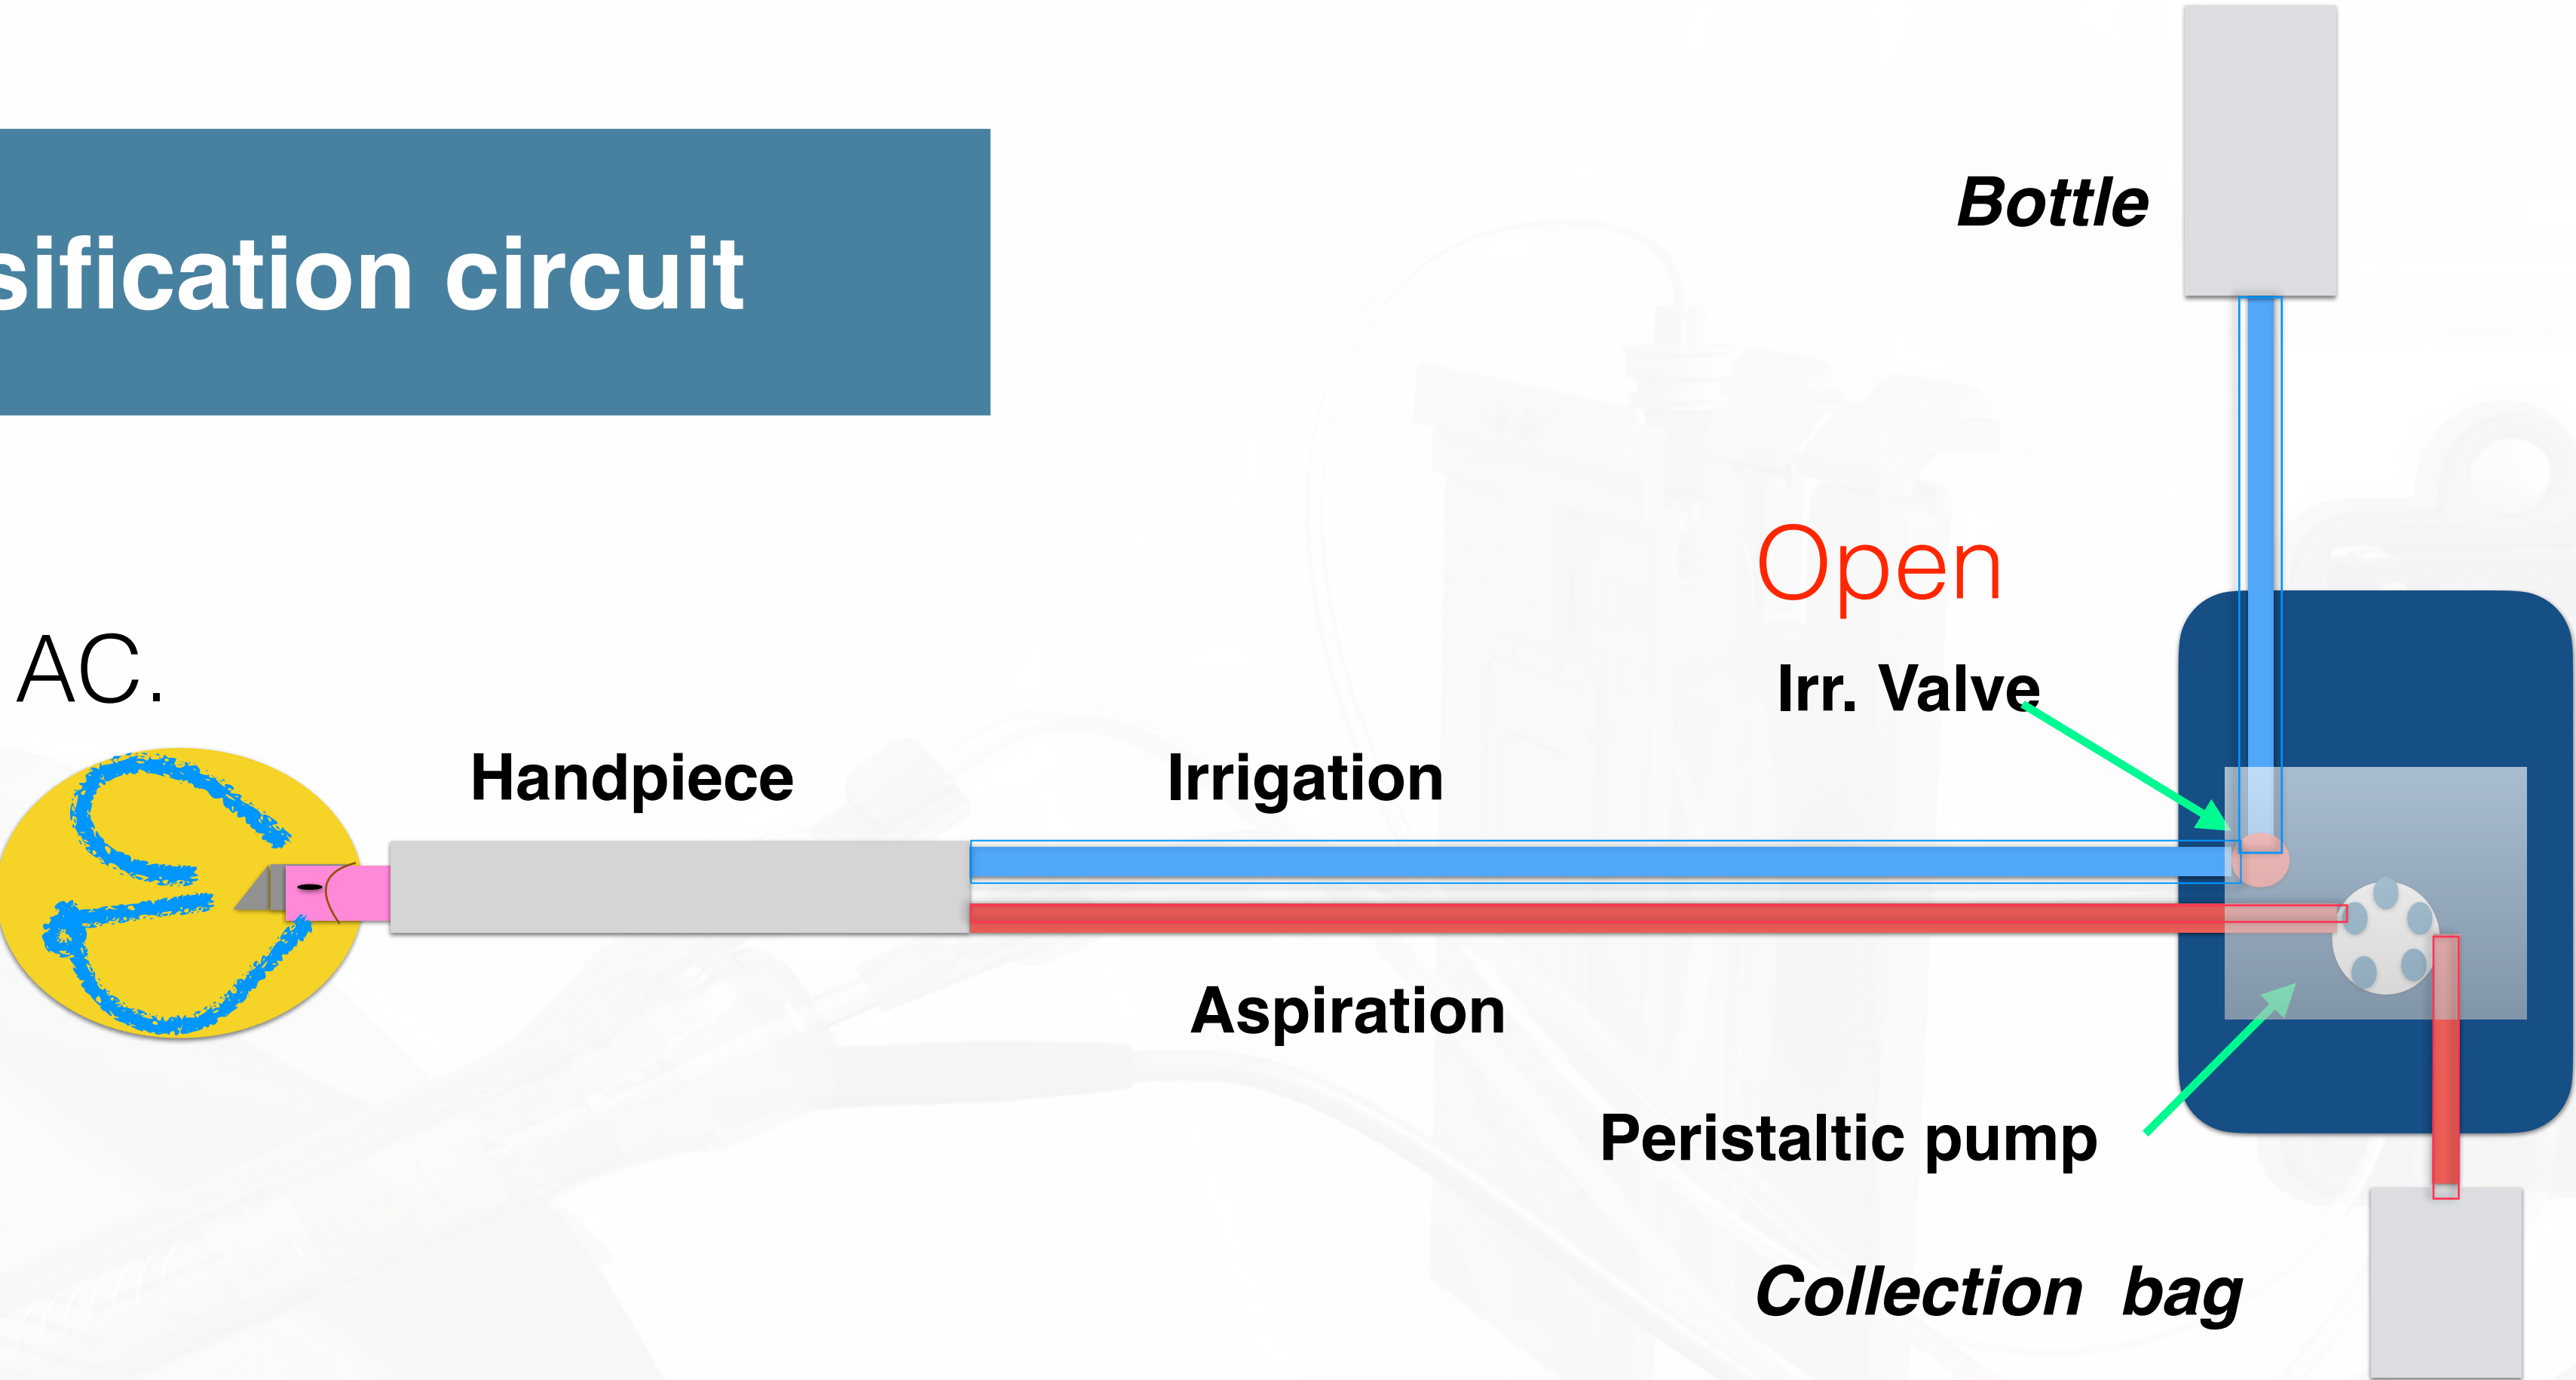 sification circuit
Bottle
Open
AC.
Irr. Valve
Handpiece
Irrigation
Aspiration
Peristaltic pump
Collection bag